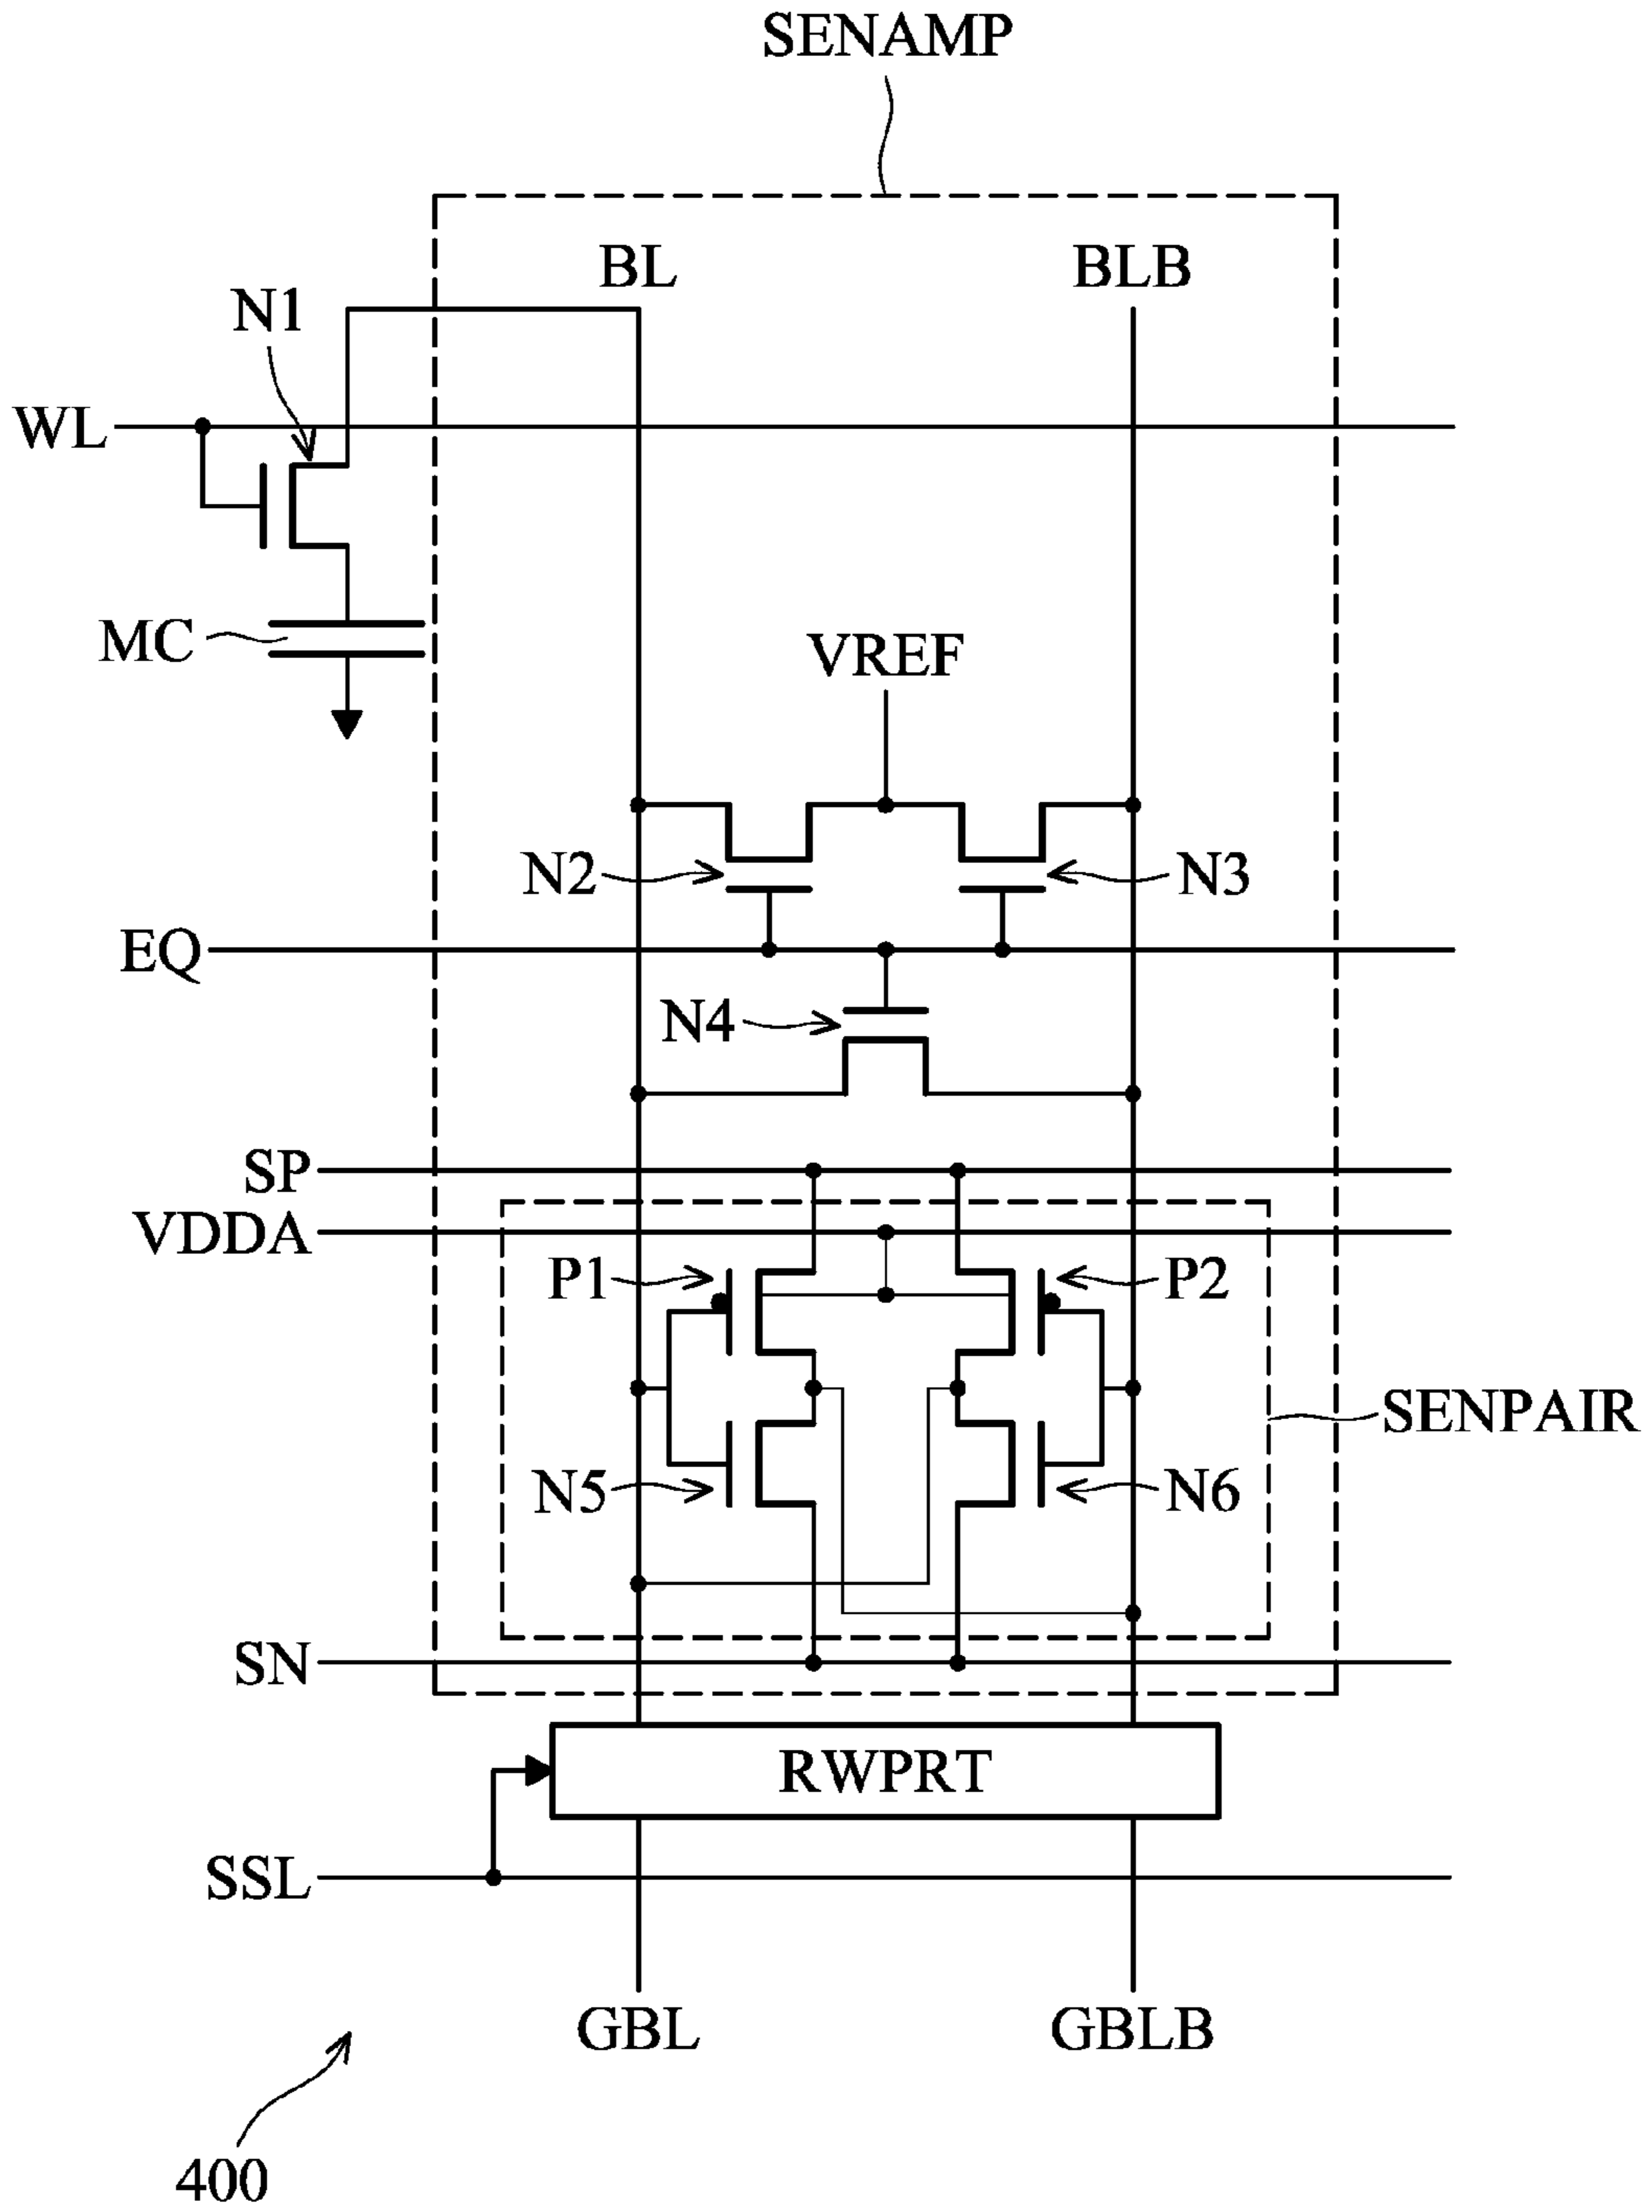 SENAMP
BL
BLB
N1
WL
MC
VREF
N2
N3
EQ
N4
SP
VDDA
P1
P2
SENPAIR
N5
N6
SN
RWPRT
SSL
GBL
GBLB
400